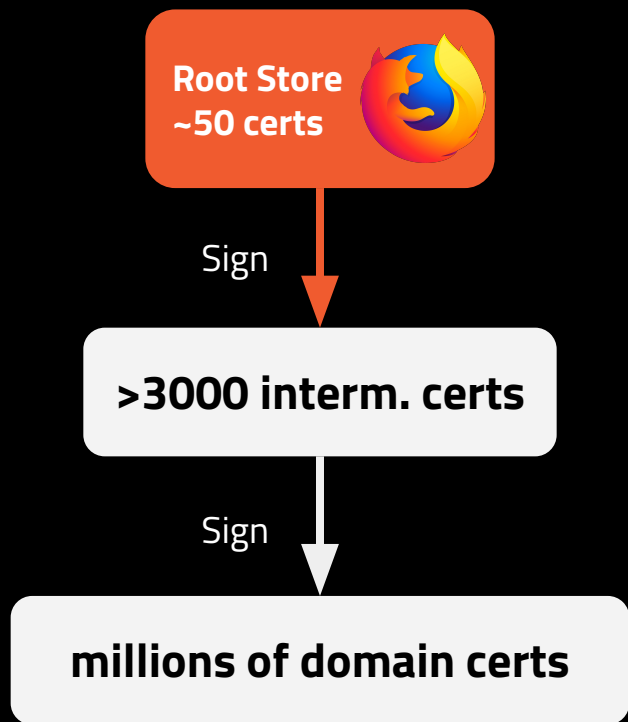 Root Store
~50 certs
Sign
>3000 interm. certs
Sign
millions of domain certs